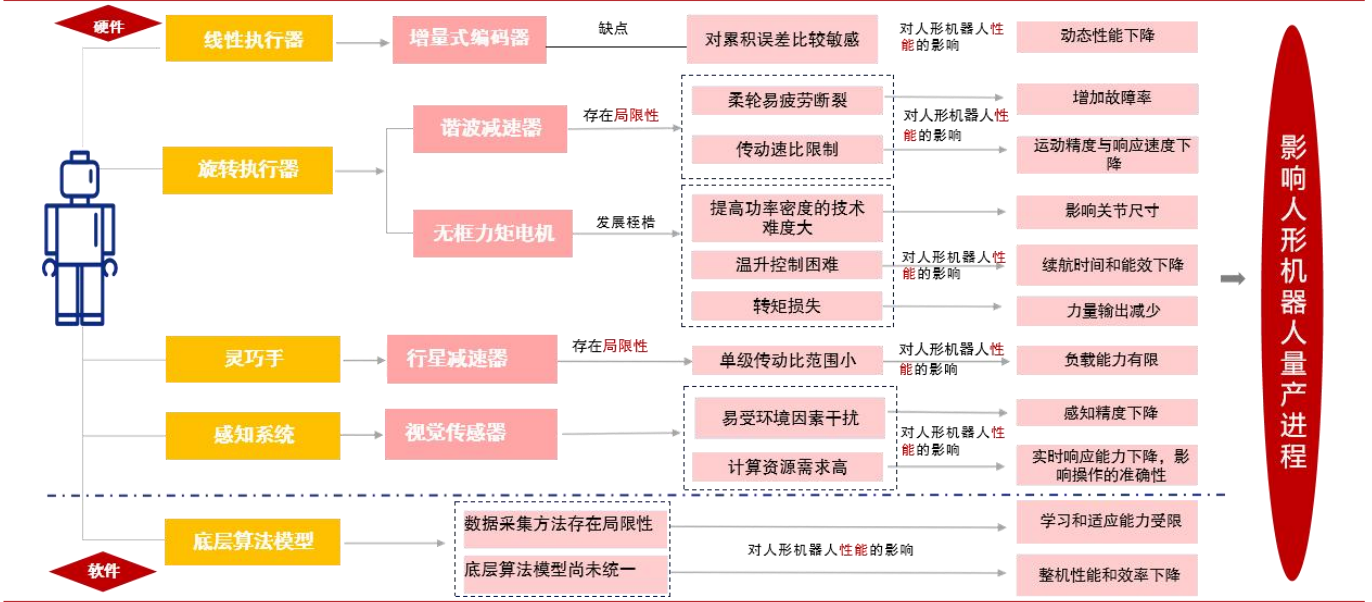 硬件
线性执行器
增量式编码器
缺点
对累积误差比较敏感
对人形机器人性
能的影响
动态性能下降
旋转执行器
谐波减速器
存在局限性
柔轮易疲劳断裂
传动速比限制
对人形机器人性
能的影响
增加故障率
运动精度与响应速度下
降
无框力矩电机
发展桎梏
提高功率密度的技术
难度大
温升控制困难
转矩损失
对人形机器人性
能的影响
影响关节尺寸
续航时间和能效下降
力量输出减少
灵巧手
行星减速器
存在局限性
单级传动比范围小
对人形机器人性
能的影响
负载能力有限
感知系统
视觉传感器
易受环境因素干扰
计算资源需求高
对人形机器人性
能的影响
感知精度下降
实时响应能力下降，影
响操作的准确性
软件
底层算法模型
数据采集方法存在局限性
底层算法模型尚未统一
对人形机器人性能的影响
学习和适应能力受限
整机性能和效率下降
影响人形机器人量产进程